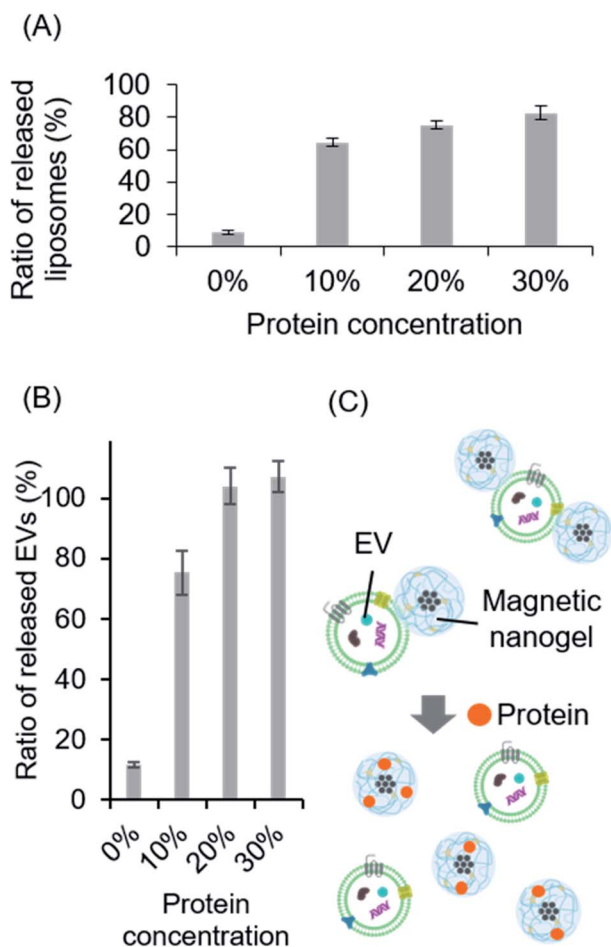 (A)
Ratio of released
liposomes (%)
100
80
60
40
20
0
0% 10% 20% 30%
Protein concentration
(B)
Ratio of released EVs (%)
100
80
60
40
20
0
0% 10% 20% 30%
Protein
concentration
(C)
EV
Magnetic
nanogel
Protein